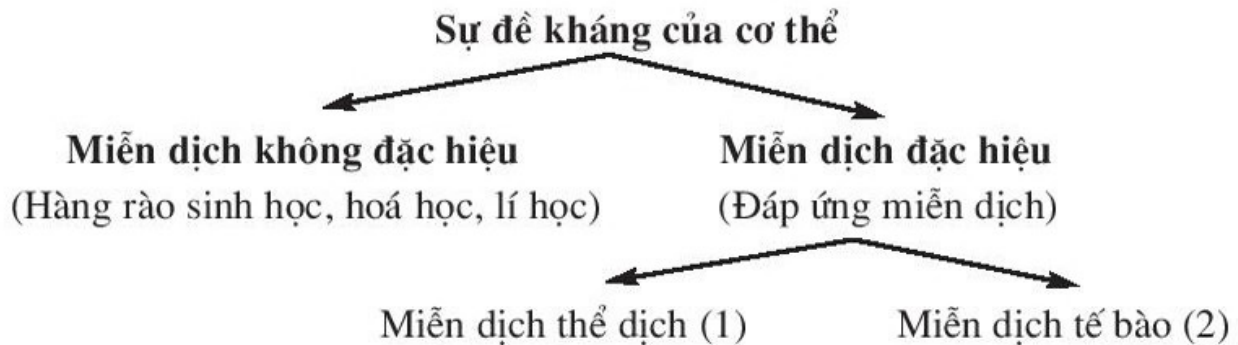 Sự đề kháng của cơ thể
Miễn dịch không đặc hiệu
Miễn dịch đặc hiệu
(Hàng rào sinh học, hoá học, lí học)
(Đáp ứng miễn dịch)
Miễn dịch thể dịch (1)
Miễn dịch tế bào (2)